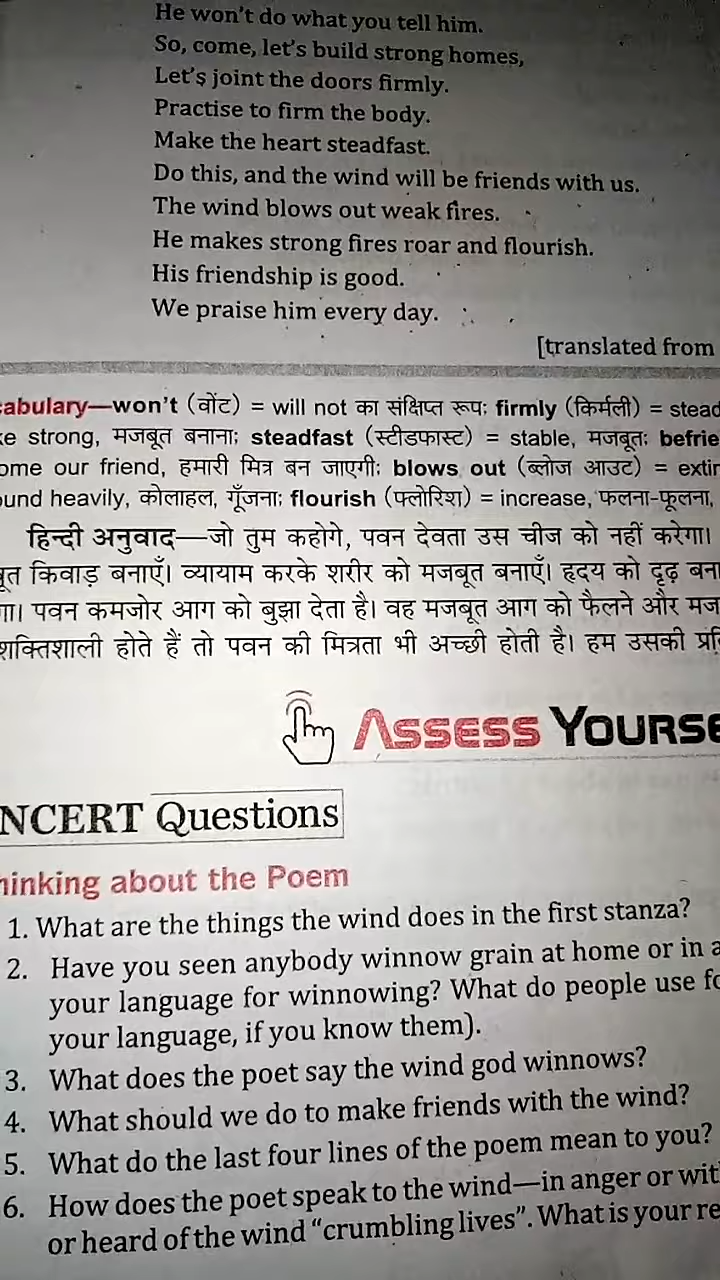 He won't do what you tell him.
So, come, let's build strong homes,
Let's joint the doors firmly.
Practise to firm the body.
Make the heart steadfast.
Do this, and the wind will be friends with us.
The wind blows out weak fires.
He makes strong fires roar and flourish.
His friendship is good.
We praise him every day.
[translated from
abulary—won't (वोंट) = will not का संक्षिप्त रूप; firmly (किर्मली) = stead
e strong, मजबूत बनाना; steadfast (स्टीडफास्ट) = stable, मजबूत; befrie
ome our friend, हमारी मित्र बन जाएगी; blows out (ब्लोज आउट) = extin
und heavily, कोलाहल, गूँजना; flourish (फ्लोरिश) = increase, फलना-फूलना,
हिन्दी अनुवाद—जो तुम कहोगे, पवन देवता उस चीज को नहीं करेगा।
बूत किवाड़ बनाएँ। व्यायाम करके शरीर को मजबूत बनाएँ। हृदय को दृढ़ बना
गा। पवन कमजोर आग को बुझा देता है। वह मजबूत आग को फैलने और मज
शक्तिशाली होते हैं तो पवन की मित्रता भी अच्छी होती है। हम उसकी
ASSESS YOURSE
NCERT Questions
hinking about the Poem
1. What are the things the wind does in the first stanza?
2. Have you seen anybody winnow grain at home or in a
your language for winnowing? What do people use fo
your language, if you know them).
3. What does the poet say the wind god winnows?
4. What should we do to make friends with the wind?
5. What do the last four lines of the poem mean to you?
6. How does the poet speak to the wind—in anger or wit
or heard of the wind "crumbling lives". What is your re